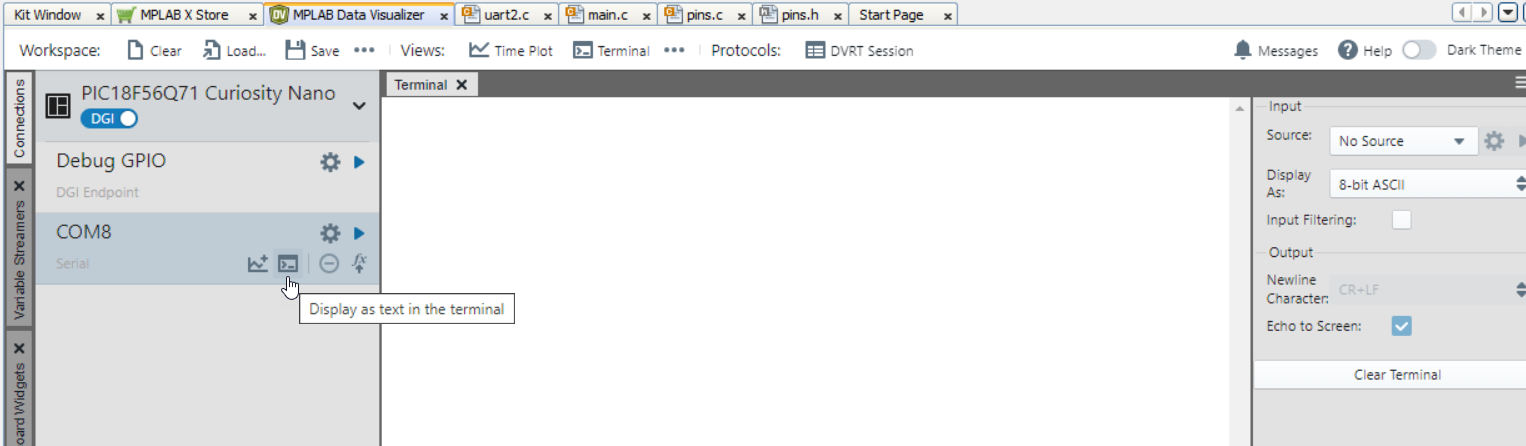 Kit Window x MPLAB X Store x DV MPLAB Data Visualizer x uart2.c x main.c x pins.c x pins.h x Start Page x
Workspace: Clear Load... Save ••• Views: Time Plot Terminal ••• Protocols: DVRT Session Messages Help Dark Theme
Connections
Variable Streamers
oard Widgets
PIC18F56Q71 Curiosity Nano
DGI
Debug GPIO
DGI Endpoint
COM8
Serial
Display as text in the terminal
Terminal
Input
Source: No Source
Display
As: 8-bit ASCII
Input Filtering:
Output
Newline
Character: CR+LF
Echo to Screen:
Clear Terminal